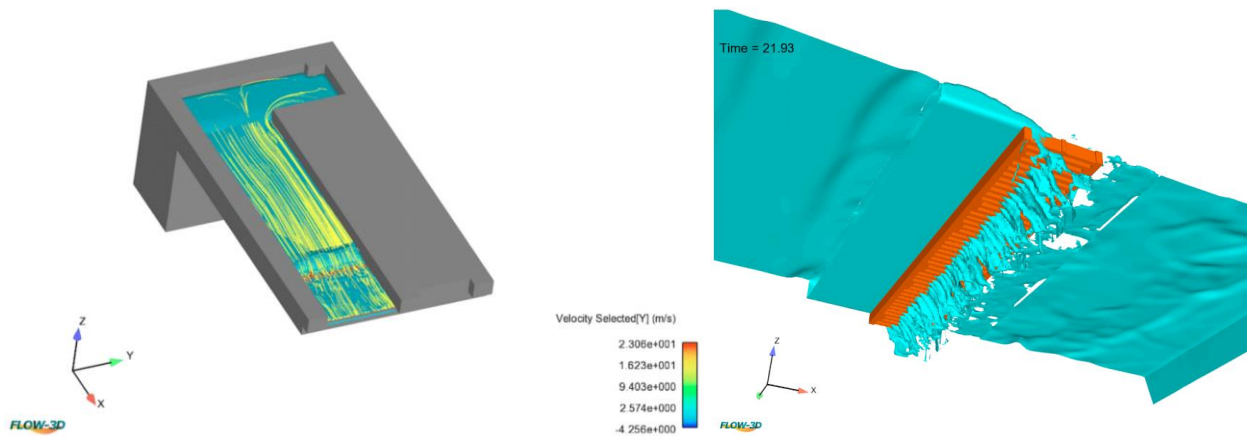 Z
Y
X
FLOW-3D
Velocity Selected[Y] (m/s)
2.306e+001
1.623e+001
9.403e+000
2.574e+000
-4.256e+000
Time = 21.93
Z
X
FLOW-3D